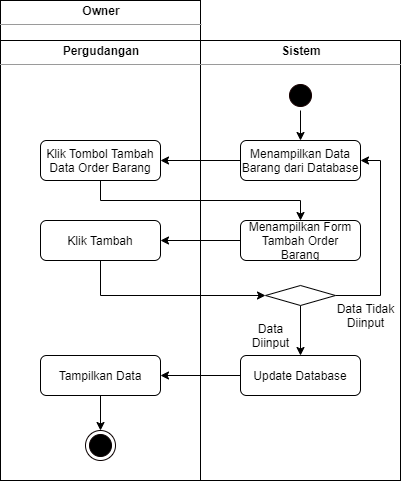 Owner
Pergudangan
Sistem
Klik Tombol Tambah
Data Order Barang
Menampilkan Data
Barang dari Database
Klik Tambah
Menampilkan Form
Tambah Order
Barang
Data Tidak
Diinput
Data
Diinput
Tampilkan Data
Update Database